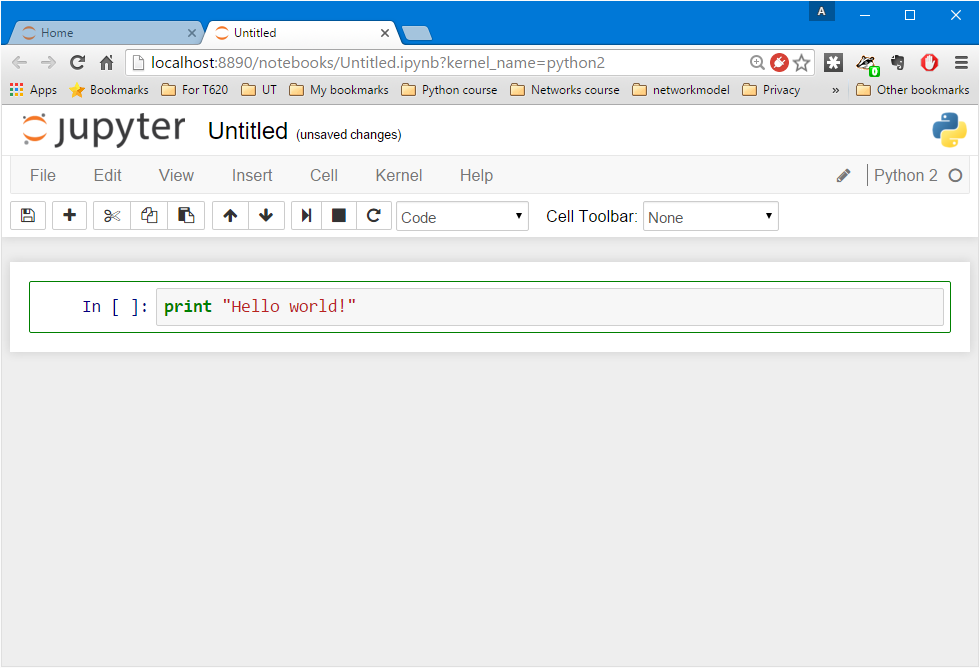 A
Home Untitled
localhost:8890/notebooks/Untitled.ipynb?kernel_name=python2 0
Apps Bookmarks For T620 UT My bookmarks Python course Networks course networkmodel Privacy » Other bookmarks
jupyter Untitled (unsaved changes)
File Edit View Insert Cell Kernel Help Python 2
Code Cell Toolbar: None
In [ ]: print "Hello world!"